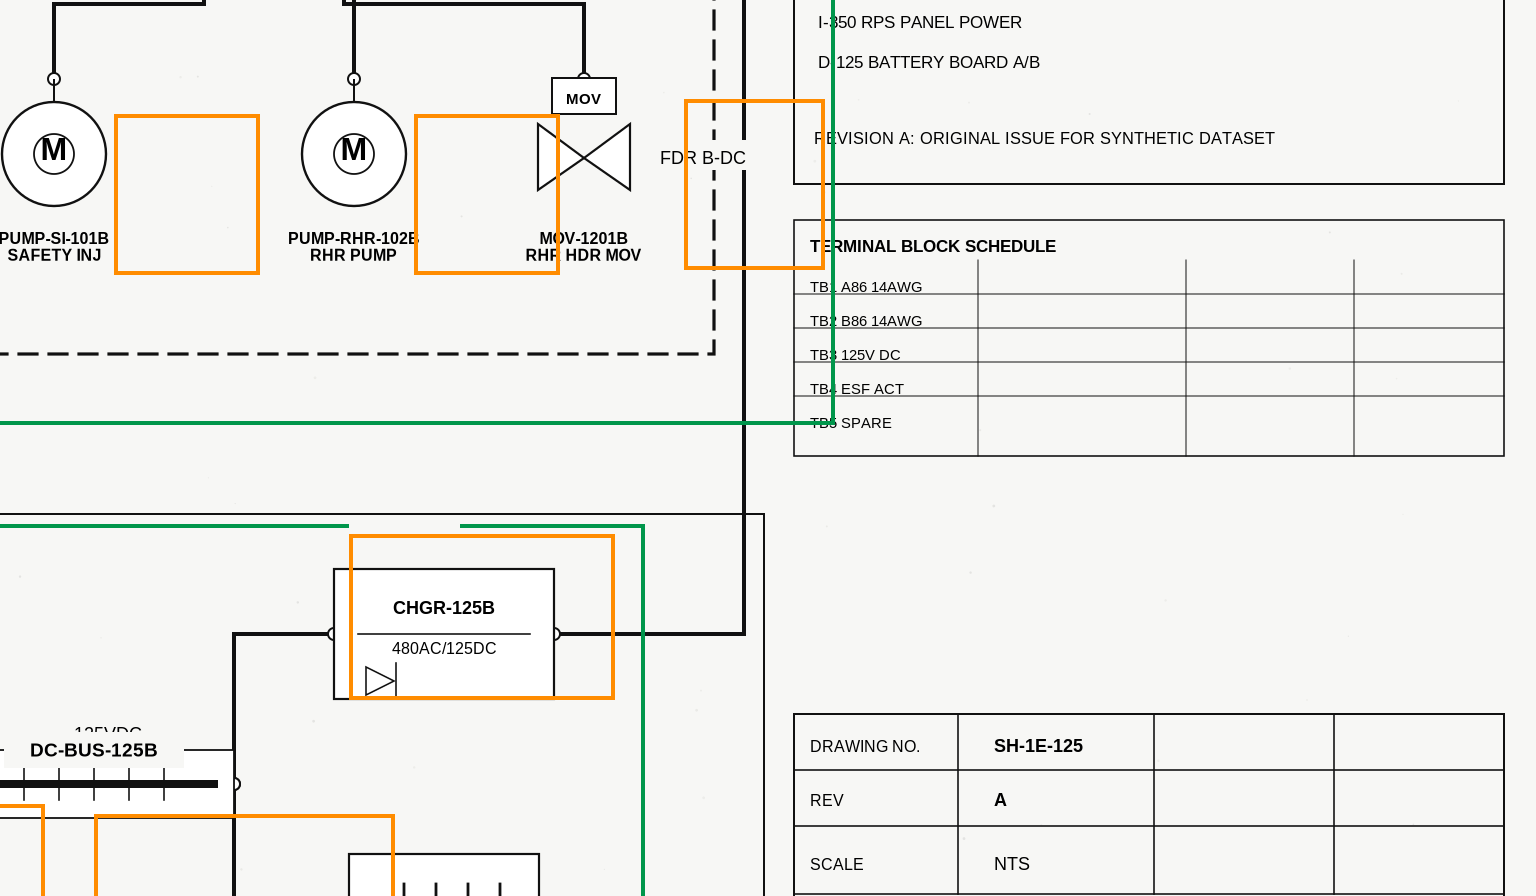 I-350 RPS PANEL POWER
D-125 BATTERY BOARD A/B
REVISION A: ORIGINAL ISSUE FOR SYNTHETIC DATASET
MOV
M
M
FDR B-DC
PUMP-SI-101B
SAFETY INJ
PUMP-RHR-102B
RHR PUMP
MOV-1201B
RHR HDR MOV
TERMINAL BLOCK SCHEDULE
TB1 A86 14AWG
TB2 B86 14AWG
TB3 125V DC
TB4 ESF ACT
TB5 SPARE
CHGR-125B
480AC/125DC
125VDC
DC-BUS-125B
DRAWING NO. SH-1E-125
REV A
SCALE NTS